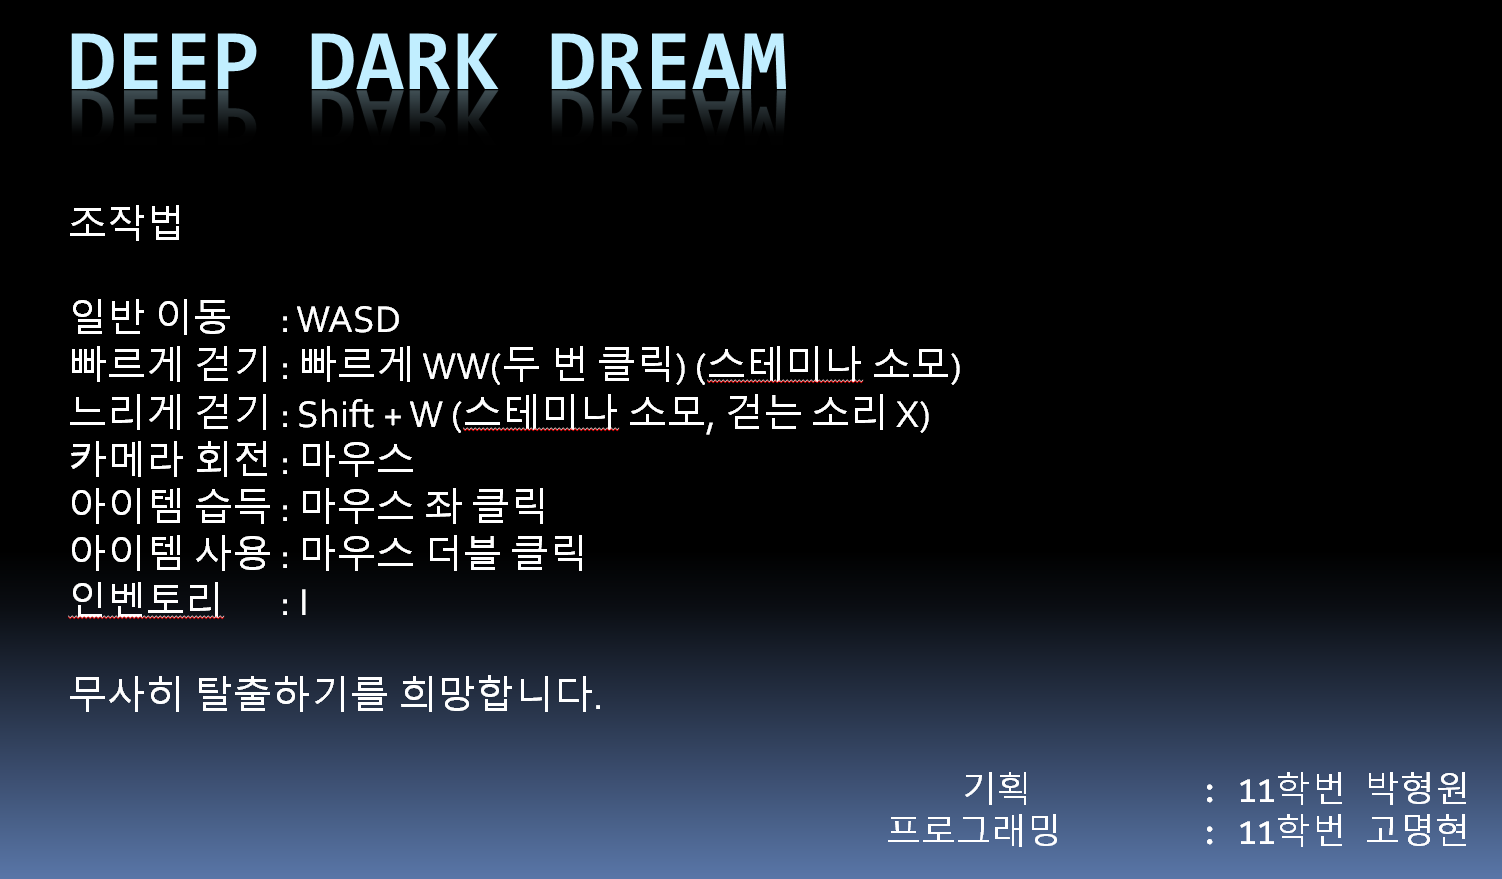 DEEP DARK DREAM
조작법
일반 이동 : WASD
빠르게 걷기 : 빠르게 WW(두 번 클릭) (스테미나 소모)
느리게 걷기 : Shift + W (스테미나 소모, 걷는 소리 X)
카메라 회전 : 마우스
아이템 습득 : 마우스 좌 클릭
아이템 사용 : 마우스 더블 클릭
인벤토리 : I
무사히 탈출하기를 희망합니다.
기획 : 11학번 박형원
프로그래밍 : 11학번 고명현